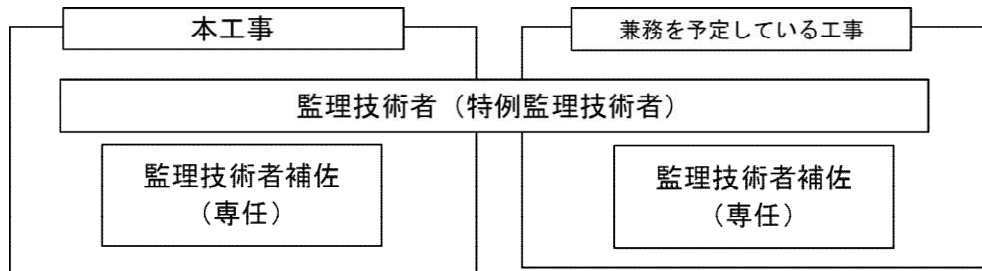 本工事
兼務を予定している工事
監理技術者（特例監理技術者）
監理技術者補佐
（専任）
監理技術者補佐
（専任）